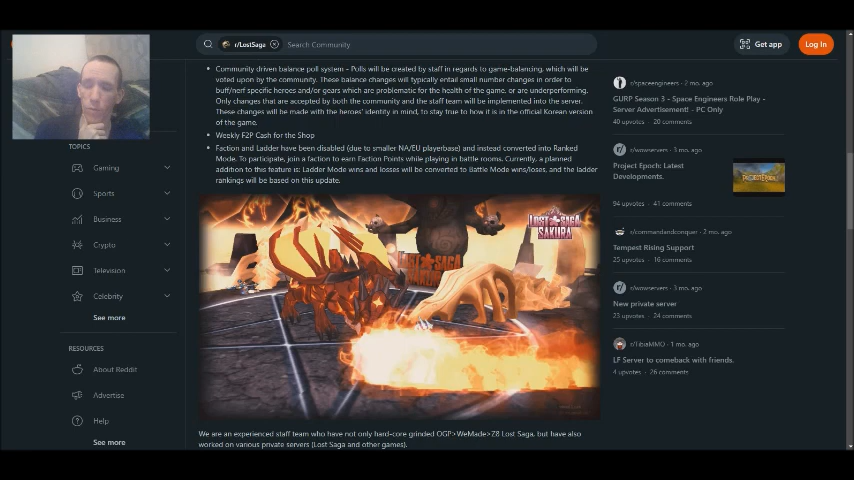 r/LostSaga
Search Community
Get app
Log In
TOPICS
Gaming
Sports
Business
Crypto
Television
Celebrity
See more
RESOURCES
About Reddit
Advertise
Help
See more
• Community driven balance poll system - Polls will be created by staff in regards to game-balancing, which will be
voted upon by the community. These balance changes will typically entail small number changes in order to
buff/nerf specific heroes and/or gears which are problematic for the health of the game, or are underperforming.
Only changes that are accepted by both the community and the staff team will be implemented into the server.
These changes will be made with the heroes' identity in mind, to stay true to how it is in the official Korean version
of the game.
• Weekly F2P Cash for the Shop
• Faction and Ladder have been disabled (due to smaller NA/EU playerbase) and instead converted into Ranked
Mode. To participate, join a faction to earn Faction Points while playing in battle rooms. Currently, a planned
addition to this feature is: Ladder Mode wins and losses will be converted to Battle Mode wins/loses, and the ladder
rankings will be based on this update.
LOST SAGA
SAKURA
LOST SAGA
We are an experienced staff team who have not only hard-core grinded OGP>WeMade>Z8 Lost Saga, but have also
worked on various private servers (Lost Saga and other games).
r/spaceengineers · 2 mo. ago
GURP Season 3 - Space Engineers Role Play -
Server Advertisement! - PC Only
40 upvotes · 20 comments
r/wowservers · 3 mo. ago
Project Epoch: Latest
Developments.
94 upvotes · 41 comments
r/commandandconquer · 2 mo. ago
Tempest Rising Support
25 upvotes · 16 comments
r/wowservers · 3 mo. ago
New private server
23 upvotes · 24 comments
r/TibiaMMO · 1 mo. ago
LF Server to comeback with friends.
4 upvotes · 26 comments